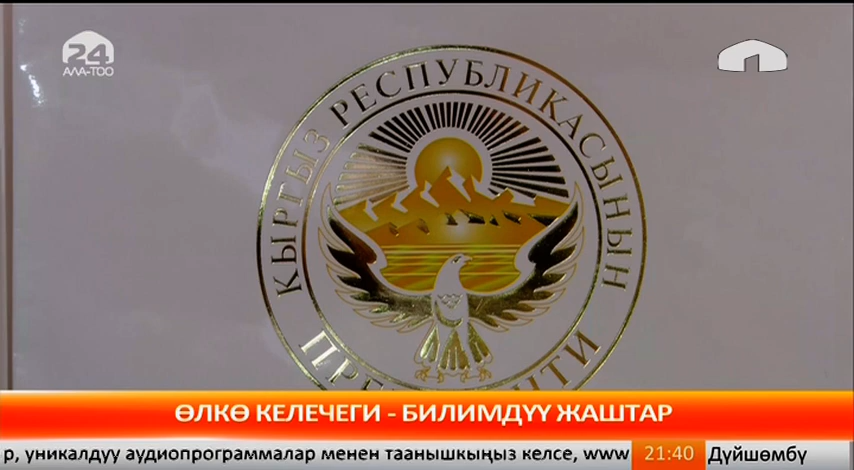 24
АЛА-ТОО
КЫРГЫЗ РЕСПУБЛИКАСЫНЫН
ӨЛКӨ КЕЛЕЧЕГИ - БИЛИМДҮҮ ЖАШТАР
р, уникалдуу аудиопрограммалар менен таанышкыңыз келсе, www
21:40
Дүйшөмбү